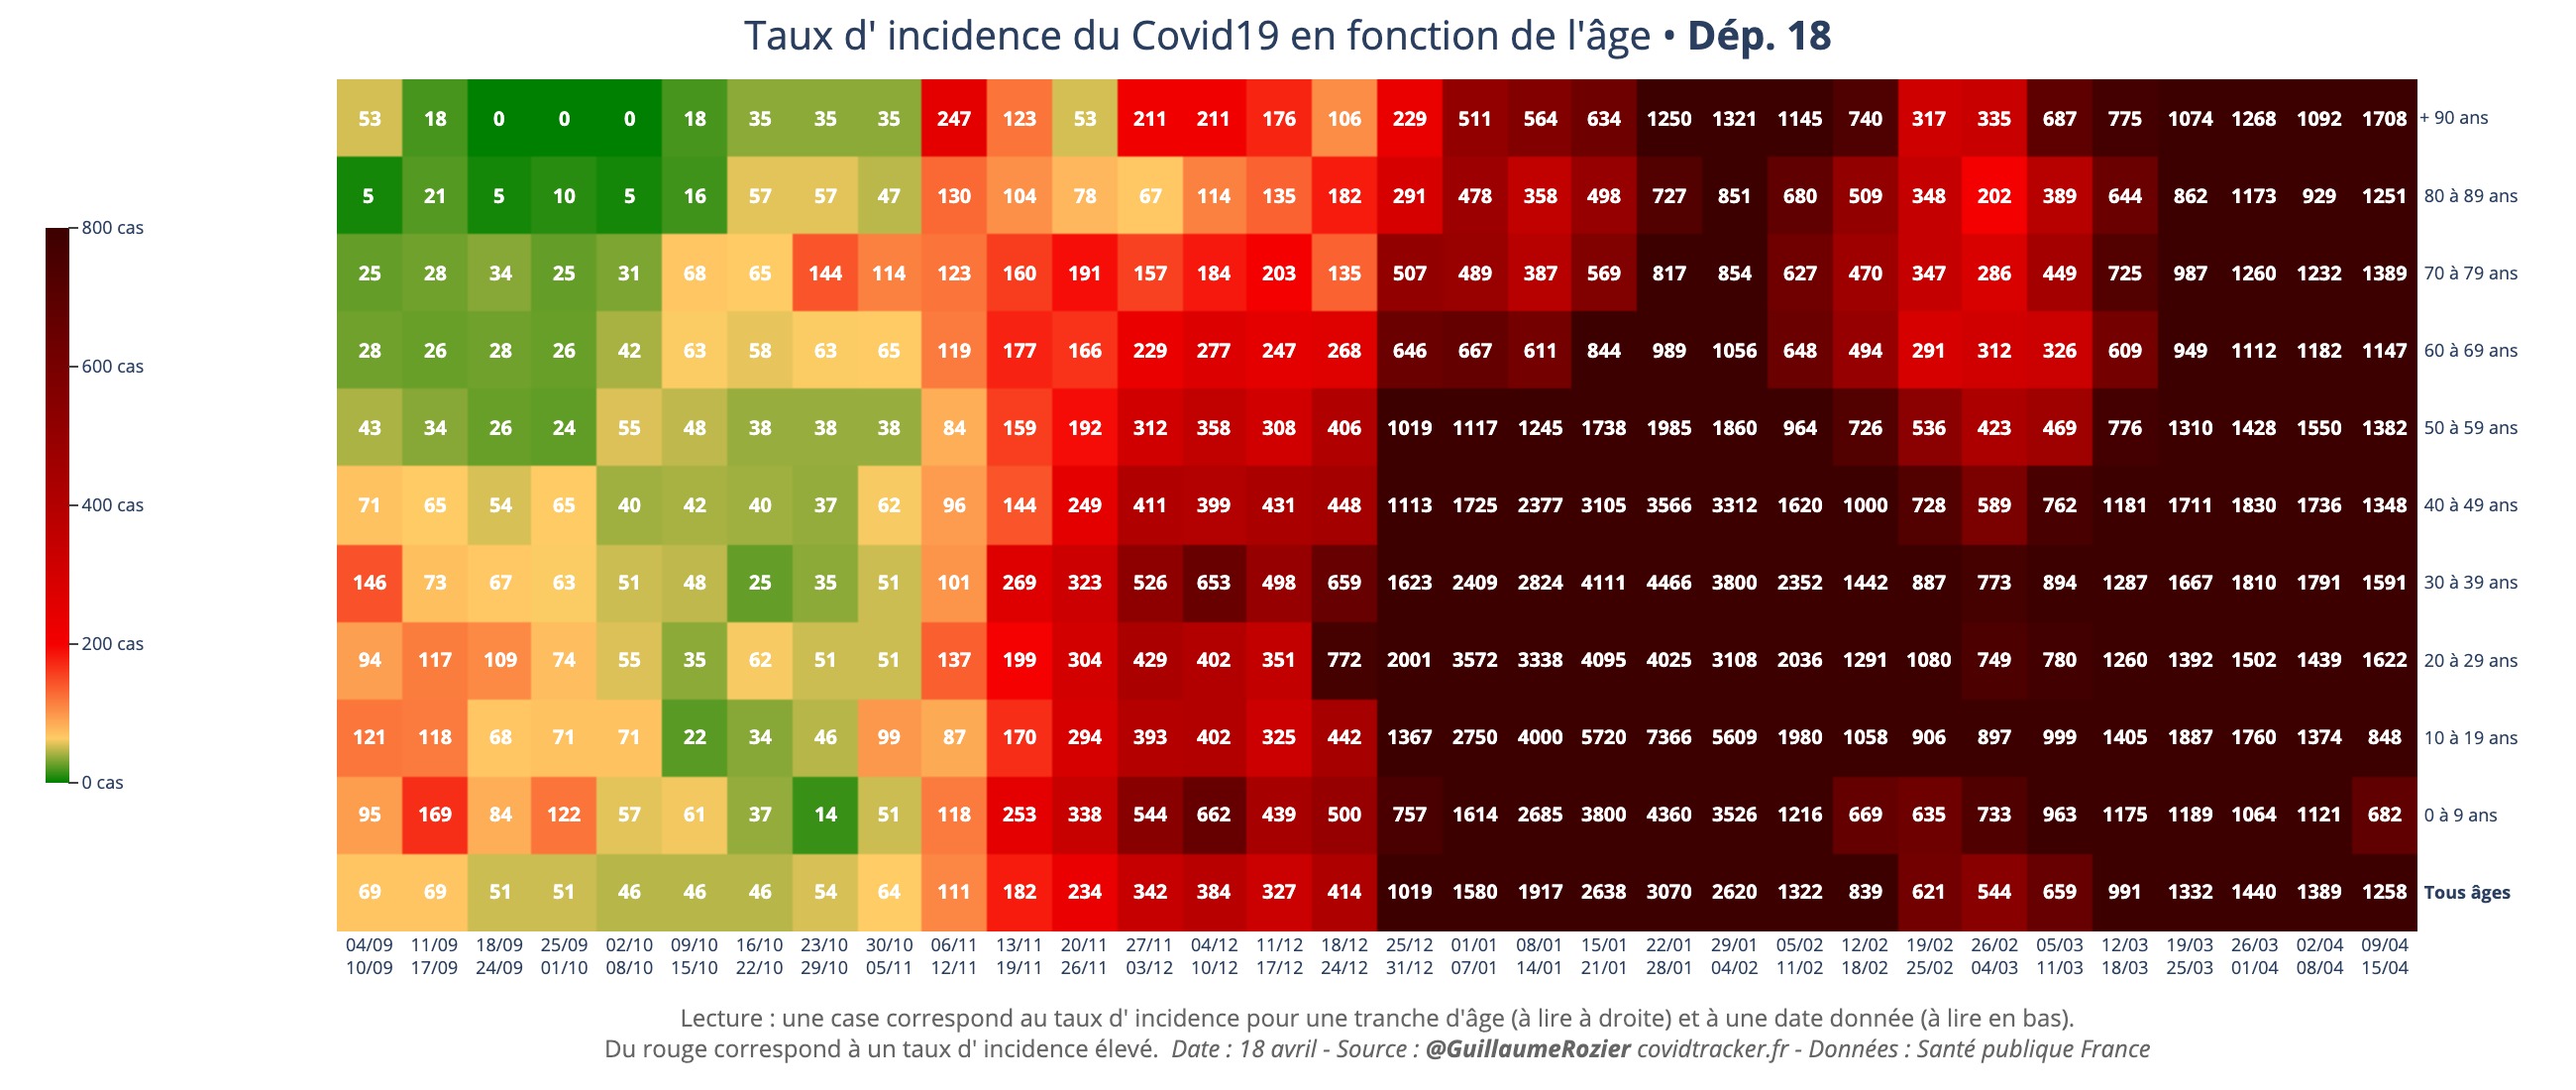 Taux d' incidence du Covid19 en fonction de l'âge • Dép. 18
53 18 0 0 0 18 35 35 35 247 123 53 211 211 176 106 229 511 564 634 1250 1321 1145 740 317 335 687 775 1074 1268 1092 1708 + 90 ans
5 21 5 10 5 16 57 57 47 130 104 78 67 114 135 182 291 478 358 498 727 851 680 509 348 202 389 644 862 1173 929 1251 80 à 89 ans
800 cas
25 28 34 25 31 68 65 144 114 123 160 191 157 184 203 135 507 489 387 569 817 854 627 470 347 286 449 725 987 1260 1232 1389 70 à 79 ans
28 26 28 26 42 63 58 63 65 119 177 166 229 277 247 268 646 667 611 844 989 1056 648 494 291 312 326 609 949 1112 1182 1147 60 à 69 ans
600 cas
43 34 26 24 55 48 38 38 38 84 159 192 312 358 308 406 1019 1117 1245 1738 1985 1860 964 726 536 423 469 776 1310 1428 1550 1382 50 à 59 ans
400 cas
71 65 54 65 40 42 40 37 62 96 144 249 411 399 431 448 1113 1725 2377 3105 3566 3312 1620 1000 728 589 762 1181 1711 1830 1736 1348 40 à 49 ans
146 73 67 63 51 48 25 35 51 101 269 323 526 653 498 659 1623 2409 2824 4111 4466 3800 2352 1442 887 773 894 1287 1667 1810 1791 1591 30 à 39 ans
200 cas
94 117 109 74 55 35 62 51 51 137 199 304 429 402 351 772 2001 3572 3338 4095 4025 3108 2036 1291 1080 749 780 1260 1392 1502 1439 1622 20 à 29 ans
121 118 68 71 71 22 34 46 99 87 170 294 393 402 325 442 1367 2750 4000 5720 7366 5609 1980 1058 906 897 999 1405 1887 1760 1374 848 10 à 19 ans
0 cas
95 169 84 122 57 61 37 14 51 118 253 338 544 662 439 500 757 1614 2685 3800 4360 3526 1216 669 635 733 963 1175 1189 1064 1121 682 0 à 9 ans
69 69 51 51 46 46 46 54 64 111 182 234 342 384 327 414 1019 1580 1917 2638 3070 2620 1322 839 621 544 659 991 1332 1440 1389 1258 Tous âges
04/09 11/09 18/09 25/09 02/10 09/10 16/10 23/10 30/10 06/11 13/11 20/11 27/11 04/12 11/12 18/12 25/12 01/01 08/01 15/01 22/01 29/01 05/02 12/02 19/02 26/02 05/03 12/03 19/03 26/03 02/04 09/04
10/09 17/09 24/09 01/10 08/10 15/10 22/10 29/10 05/11 12/11 19/11 26/11 03/12 10/12 17/12 24/12 31/12 07/01 14/01 21/01 28/01 04/02 11/02 18/02 25/02 04/03 11/03 18/03 25/03 01/04 08/04 15/04
Lecture : une case correspond au taux d' incidence pour une tranche d'âge (à lire à droite) et à une date donnée (à lire en bas).
Du rouge correspond à un taux d' incidence élevé. Date : 18 avril - Source : @GuillaumeRozier covidtracker.fr - Données : Santé publique France